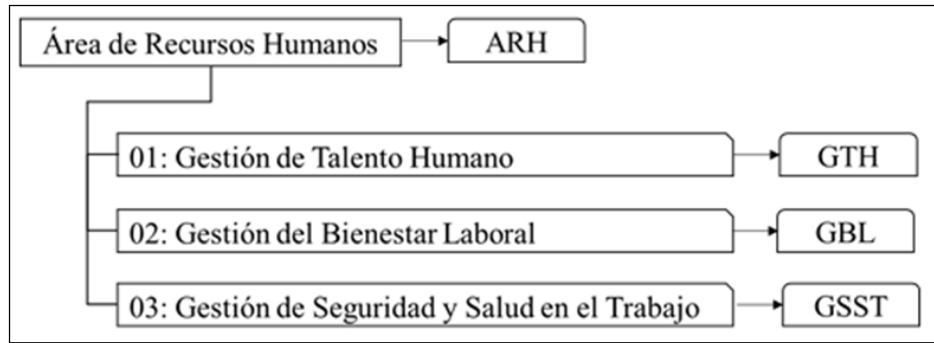 Área de Recursos Humanos ARH
01: Gestión de Talento Humano GTH
02: Gestión del Bienestar Laboral GBL
03: Gestión de Seguridad y Salud en el Trabajo GSST